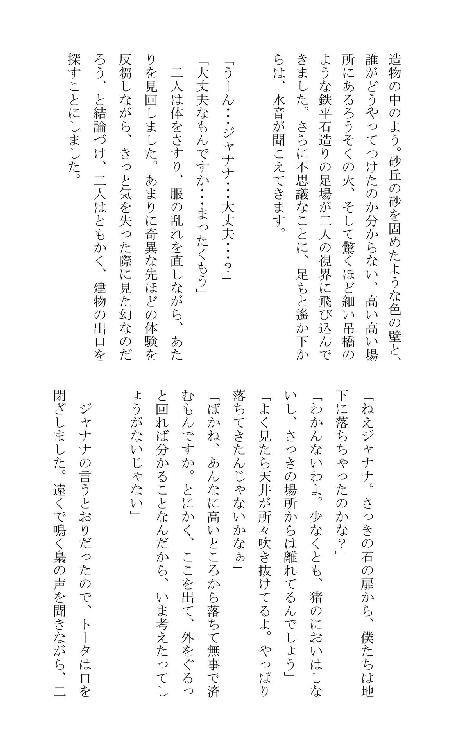 造物の中のよう。砂丘の砂を固めたような色の壁と、
誰がどうやってつけたのか分からない、高い高い場
所にあるろうそくの火、そして驚くほど細い吊橋の
ような鉄平石造りの足場が二人の視界に飛び込んで
きました。さらに不思議なことに、足もと遙か下か
らは、水音が聞こえてきます。
「うーん・・・ジャナナ・・・大丈夫・・・？」
「大丈夫なもんですか・・・まったくもう」
　二人は体をさすり、服の乱れを直しながら、あた
りを見回しました。あまりに奇異な先ほどの体験を
反芻しながら、きっと気を失った際に見た幻なのだ
ろう、と結論づけ、二人はともかく、建物の出口を
探すことにしました。
「ねえジャナナ。さっきの石の扉から、僕たちは地
下に落ちちゃったのかな？」
「わかんないわよ。少なくとも、猪のにおいはしな
いし、さっきの場所からは離れてるんでしょう」
「よく見たら天井が所々吹き抜けてるよ。やっぱり
落ちてきたんじゃないかなぁ」
「ばかね、あんなに高いところから落ちて無事で済
むもんですか。とにかく、ここを出て、外をぐるっ
と回れば分かることなんだから、いま考えたってし
ょうがないじゃない」
　ジャナナの言うとおりだったので、トータは口を
閉ざしました。遠くで鳴く梟の声を聞きながら、二